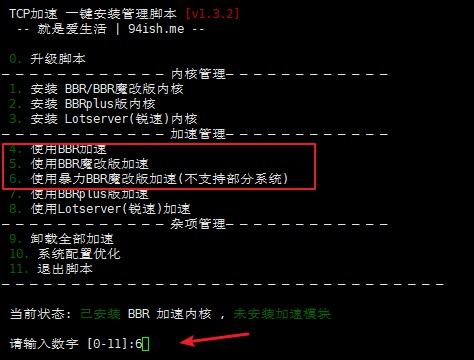 TCP加速 一键安装管理脚本 [v1.3.2]
-- 就是爱生活 | 94ish.me --
0. 升级脚本
————————————内核管理————————————
1. 安装 BBR/BBR魔改版内核
2. 安装 BBRplus版内核
3. 安装 Lotserver(锐速)内核
————————————加速管理————————————
4. 使用BBR加速
5. 使用BBR魔改版加速
6. 使用暴力BBR魔改版加速(不支持部分系统)
7. 使用BBRplus版加速
8. 使用Lotserver(锐速)加速
————————————杂项管理————————————
9. 卸载全部加速
10. 系统配置优化
11. 退出脚本
————————————————————————————————
当前状态: 已安装 BBR 加速内核 , 未安装加速模块
请输入数字 [0-11]:6